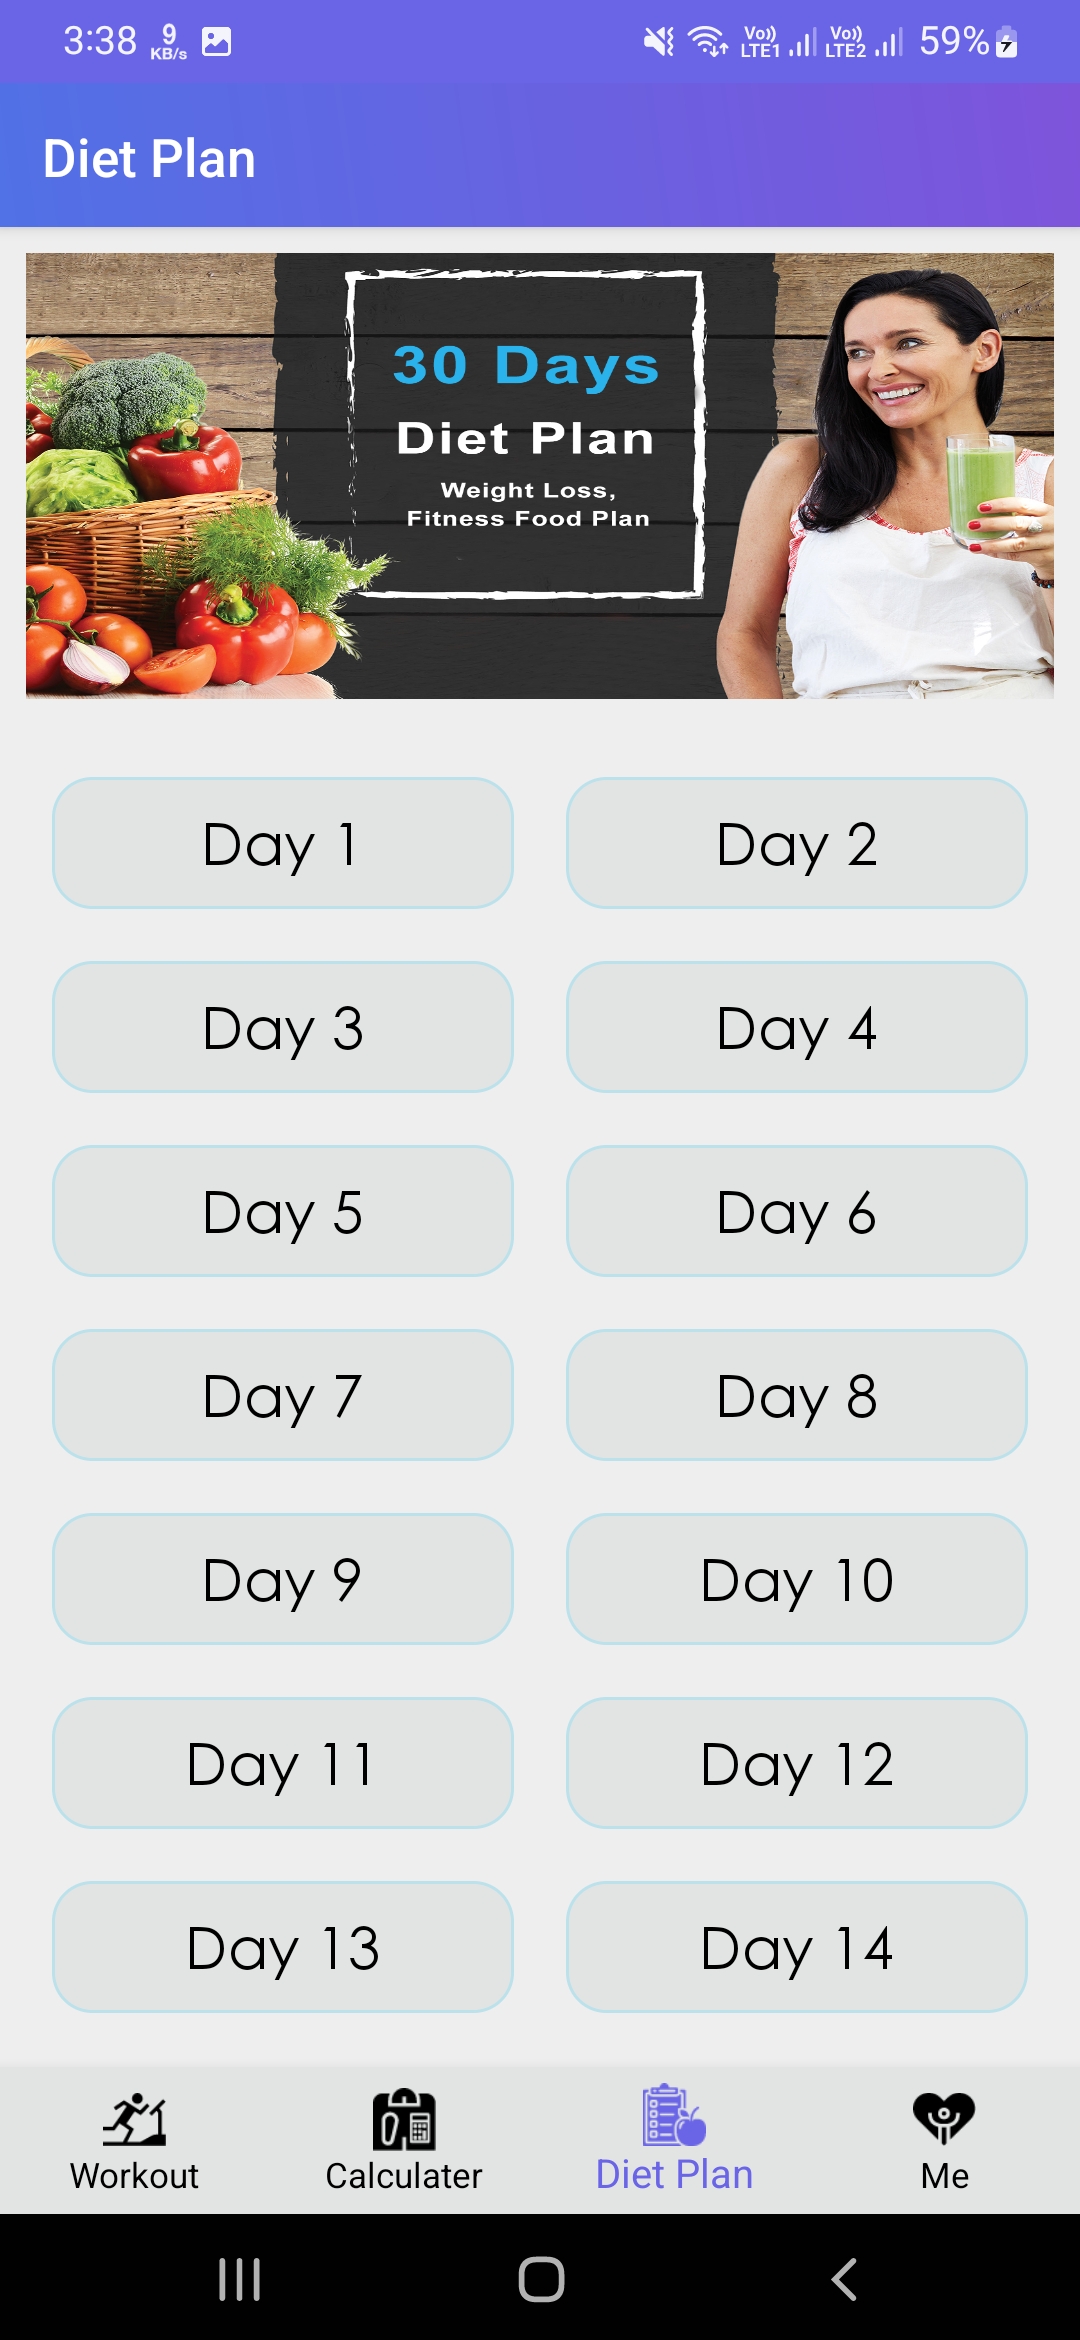 3:38 9 KB/s Vo)) LTE1 Vo)) LTE2 59%
Diet Plan
30 Days
Diet Plan
Weight Loss,
Fitness Food Plan
Day 1 Day 2
Day 3 Day 4
Day 5 Day 6
Day 7 Day 8
Day 9 Day 10
Day 11 Day 12
Day 13 Day 14
Workout Calculater Diet Plan Me